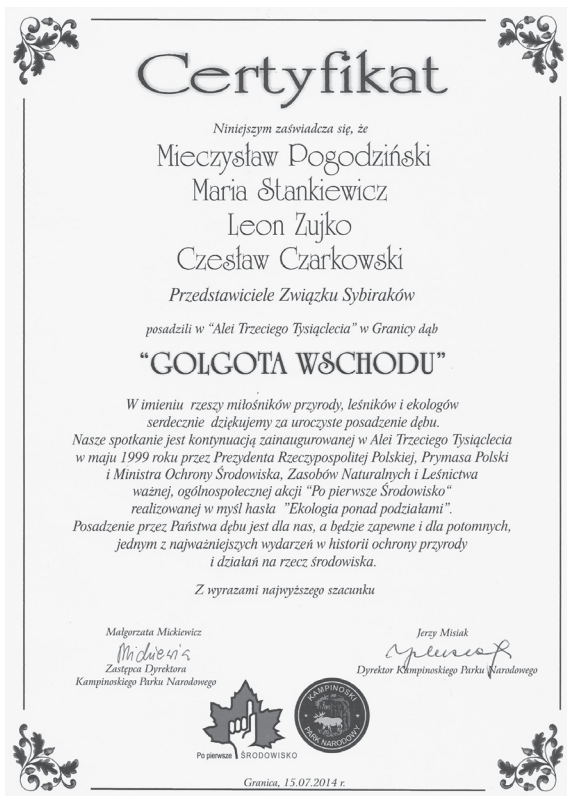 Certyfikat
Niniejszym zaświadcza się, że
Mieczysław Pogodziński
Maria Stankiewicz
Leon Zujko
Czesław Czarkowski
Przedstawiciele Związku Sybiraków
posadzili w "Alei Trzeciego Tysiąclecia" w Granicy dąb
"GOLGOTA WSCHODU"
W imieniu rzeszy miłośników przyrody, leśników i ekologów
serdecznie dziękujemy za uroczyste posadzenie dębu.
Nasze spotkanie jest kontynuacją zainaugurowanej w Alei Trzeciego Tysiąclecia
w maju 1999 roku przez Prezydenta Rzeczypospolitej Polskiej, Prymasa Polski
i Ministra Ochrony Środowiska, Zasobów Naturalnych i Leśnictwa
ważnej, ogólnospołecznej akcji "Po pierwsze Środowisko"
realizowanej w myśl hasła "Ekologia ponad podziałami".
Posadzenie przez Państwa dębu jest dla nas, a będzie zapewne i dla potomnych,
jednym z najważniejszych wydarzeń w historii ochrony przyrody
i działań na rzecz środowiska.
Z wyrazami najwyższego szacunku
Małgorzata Mickiewicz
Zastępca Dyrektora
Kampinoskiego Parku Narodowego
Jerzy Misiak
Dyrektor Kampinoskiego Parku Narodowego
Po pierwsze ŚRODOWISKO
KAMPINOSKI
PARK NARODOWY
Granica, 15.07.2014 r.